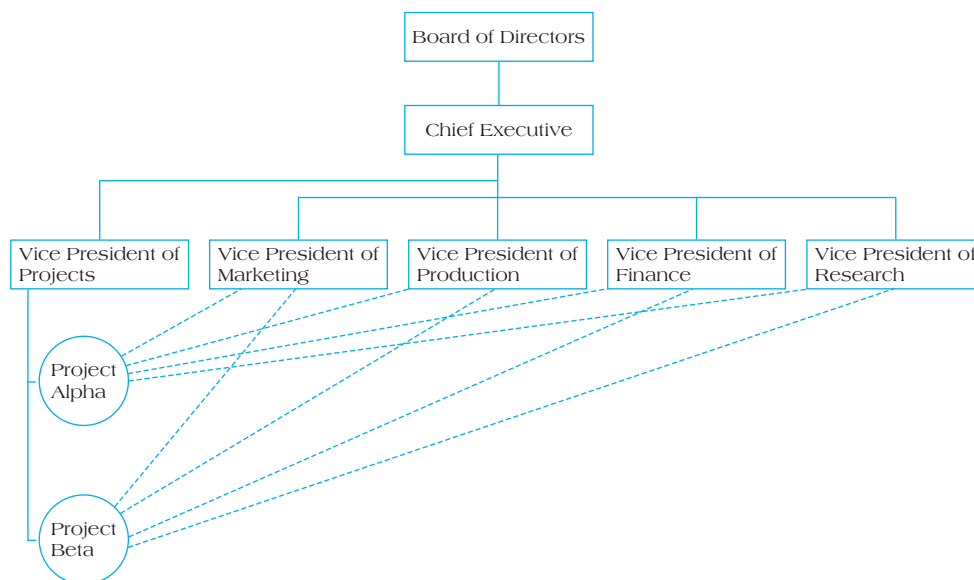 Board of Directors
Chief Executive
Vice President of
Projects
Vice President of
Marketing
Vice President of
Production
Vice President of
Finance
Vice President of
Research
Project
Alpha
Project
Beta